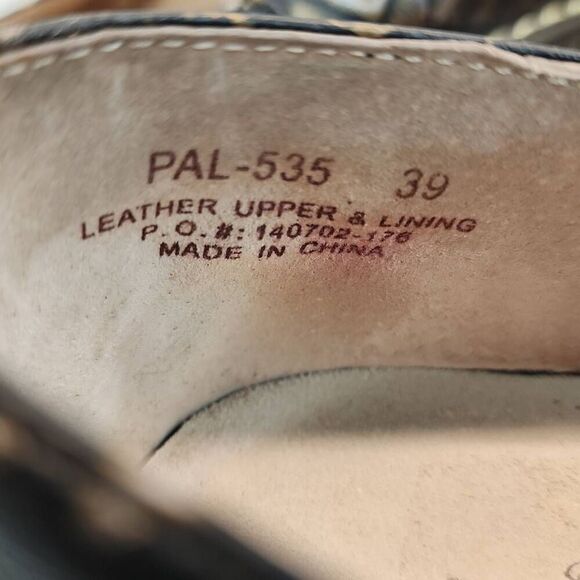 PAL-535 39
LEATHER UPPER & LINING
P. O. #: 140702-176
MADE IN CHINA